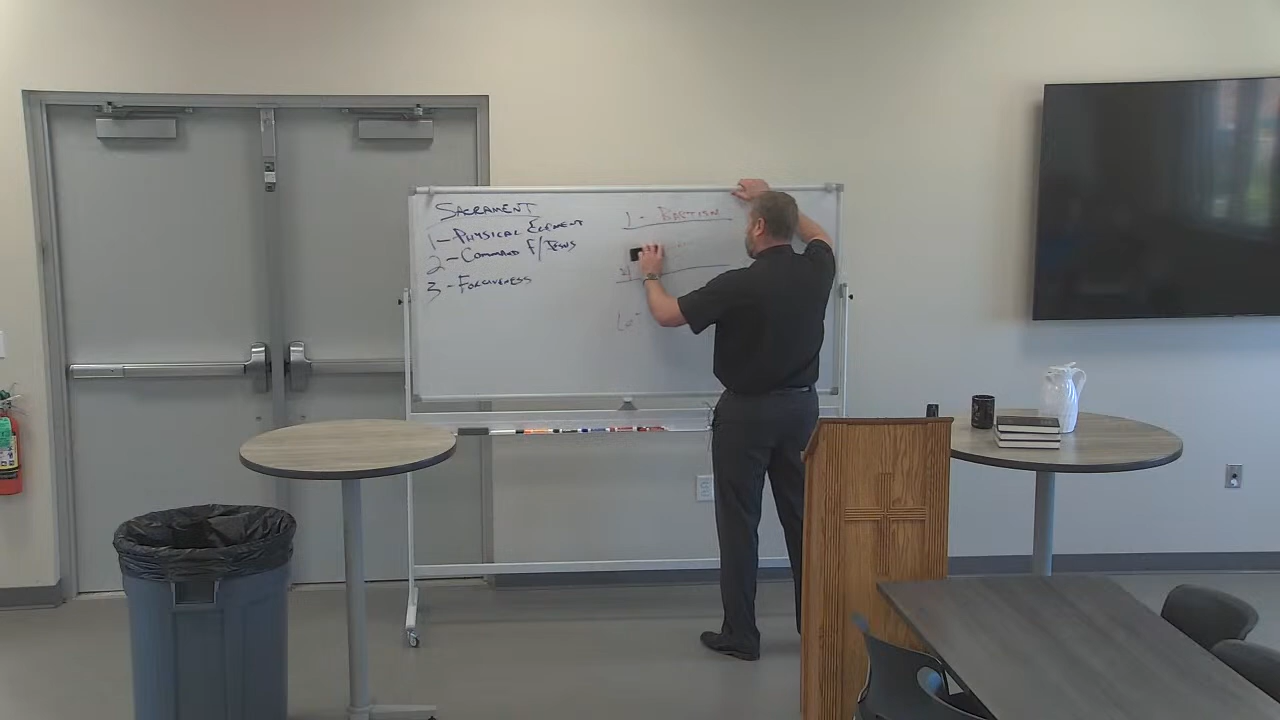 SACRAMENT
1- PHYSICAL ELEMENT
2- COMMAND F/ JESUS
3- FORGIVENESS
1 - BAPTISM